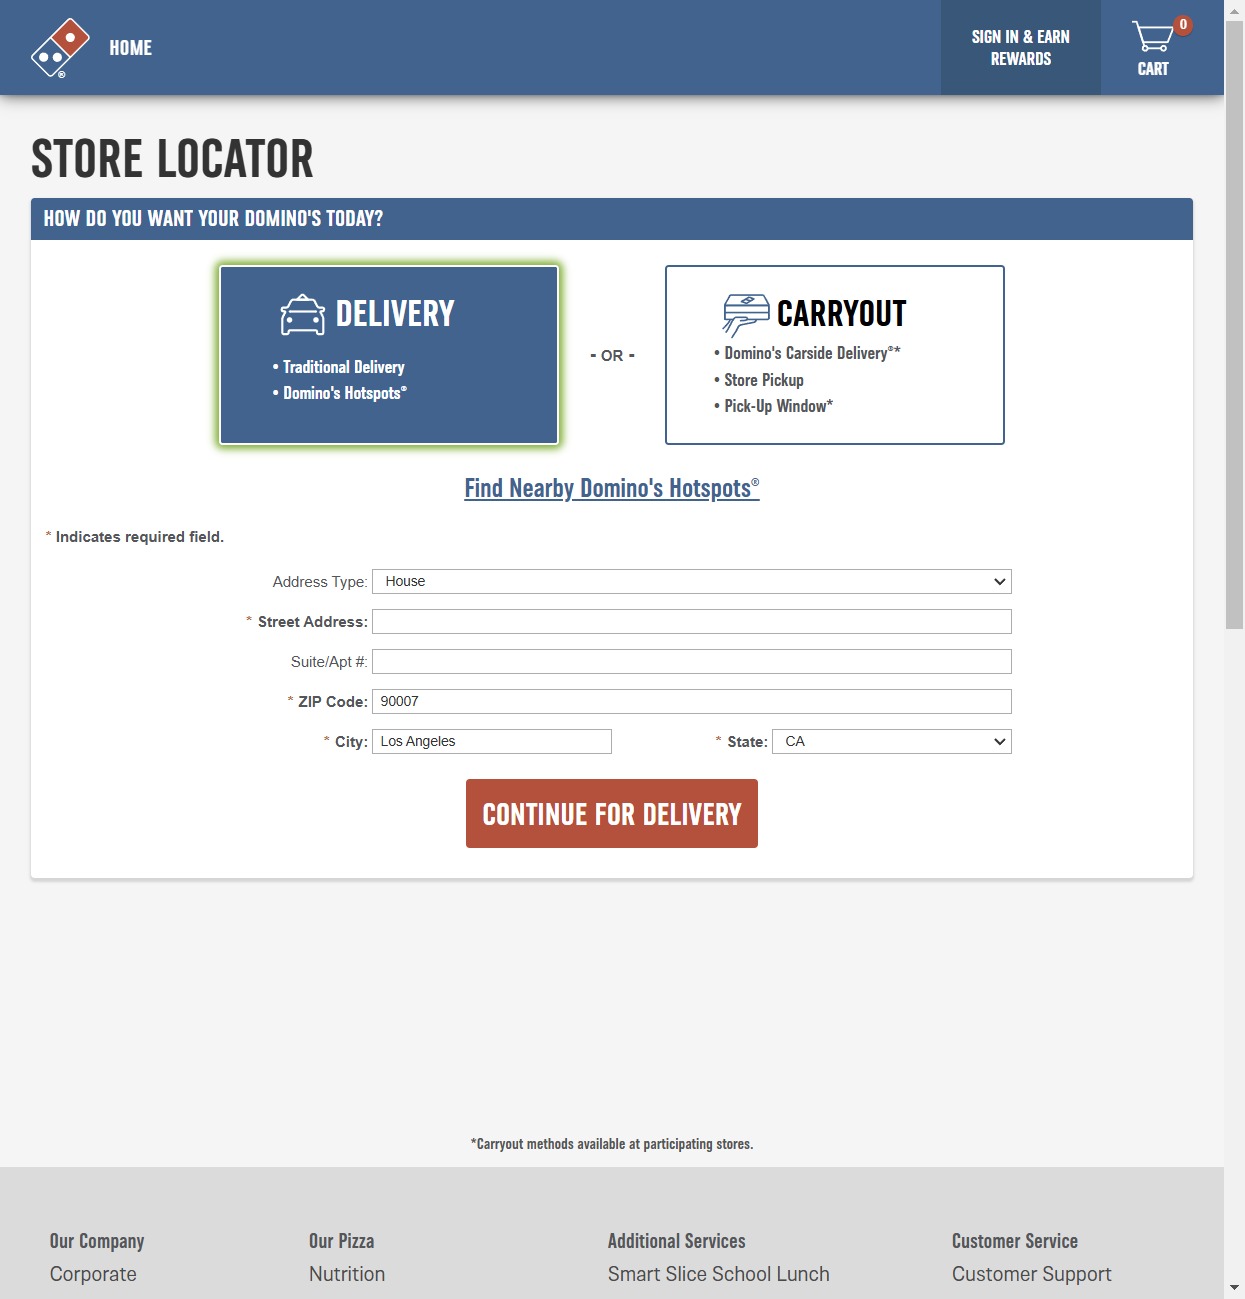 HOME
SIGN IN & EARN
REWARDS
0
CART
STORE LOCATOR
HOW DO YOU WANT YOUR DOMINO'S TODAY?
DELIVERY
• Traditional Delivery
• Domino's Hotspots®
- OR -
CARRYOUT
• Domino's Carside Delivery®*
• Store Pickup
• Pick-Up Window*
Find Nearby Domino's Hotspots®
* Indicates required field.
Address Type: House
* Street Address:
Suite/Apt #:
* ZIP Code: 90007
* City: Los Angeles
* State: CA
CONTINUE FOR DELIVERY
*Carryout methods available at participating stores.
Our Company
Corporate
Our Pizza
Nutrition
Additional Services
Smart Slice School Lunch
Customer Service
Customer Support